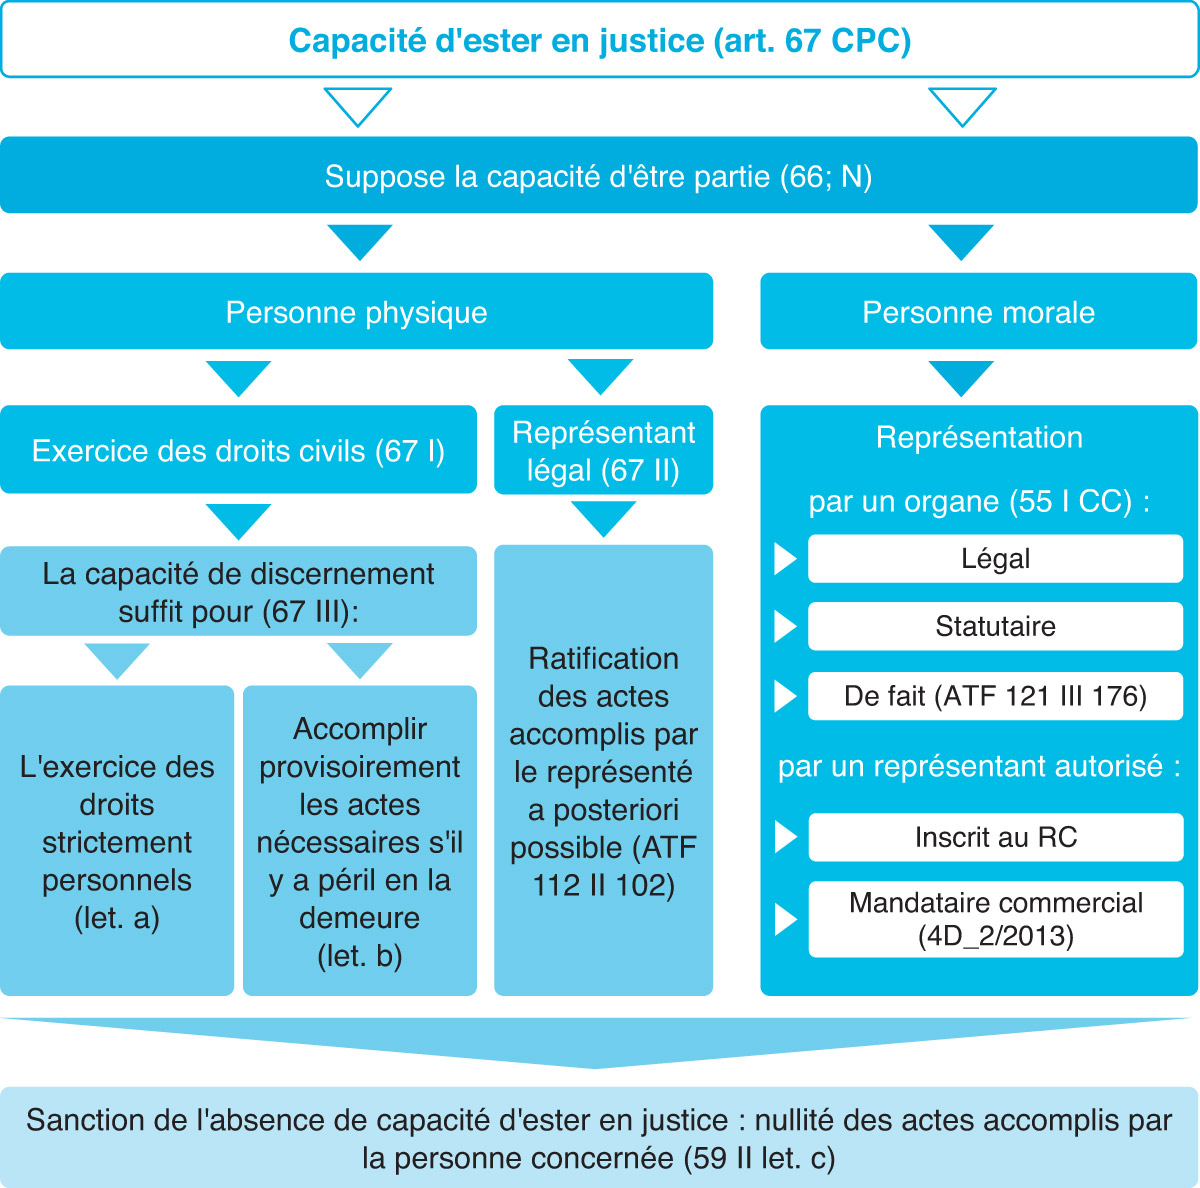 Capacité d'ester en justice (art. 67 CPC)
Suppose la capacité d'être partie (66; N)
Personne physique
Personne morale
Exercice des droits civils (67 I)
Représentant
légal (67 II)
La capacité de discernement
suffit pour (67 III):
L'exercice des
droits
strictement
personnels
(let. a)
Accomplir
provisoirement
les actes
nécessaires s'il
y a péril en la
demeure
(let. b)
Ratification
des actes
accomplis par
le représenté
a posteriori
possible (ATF
112 II 102)
Représentation
par un organe (55 I CC) :
Légal
Statutaire
De fait (ATF 121 III 176)
par un représentant autorisé :
Inscrit au RC
Mandataire commercial
(4D_2/2013)
Sanction de l'absence de capacité d'ester en justice : nullité des actes accomplis par
la personne concernée (59 II let. c)